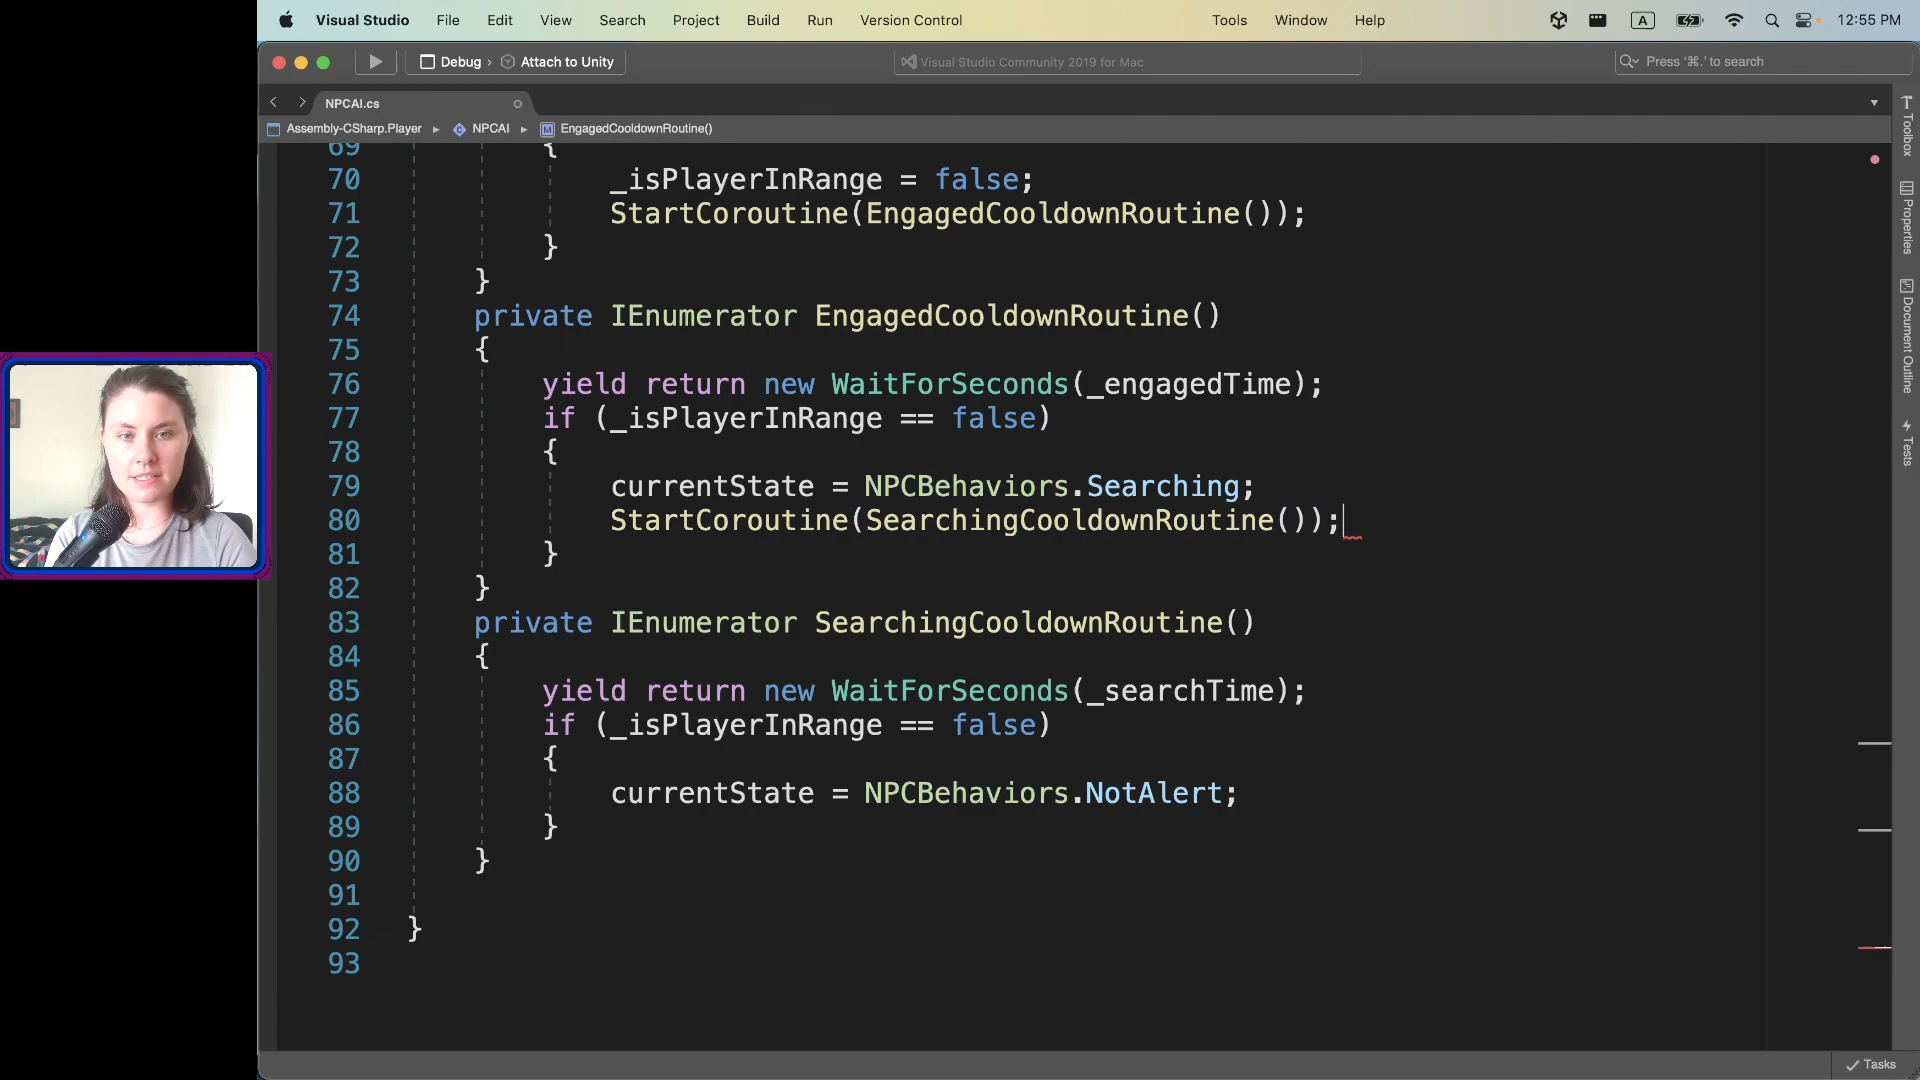 Visual Studio File Edit View Search Project Build Run Version Control Tools Window Help A 12:55 PM
Debug › Attach to Unity Visual Studio Community 2019 for Mac Press ‘⌘.’ to search
NPCAI.cs
Assembly-CSharp.Player NPCAI M EngagedCooldownRoutine()
69 {
70 _isPlayerInRange = false;
71 StartCoroutine(EngagedCooldownRoutine());
72 }
73 }
74 private IEnumerator EngagedCooldownRoutine()
75 {
76 yield return new WaitForSeconds(_engagedTime);
77 if (_isPlayerInRange == false)
78 {
79 currentState = NPCBehaviors.Searching;
80 StartCoroutine(SearchingCooldownRoutine());
81 }
82 }
83 private IEnumerator SearchingCooldownRoutine()
84 {
85 yield return new WaitForSeconds(_searchTime);
86 if (_isPlayerInRange == false)
87 {
88 currentState = NPCBehaviors.NotAlert;
89 }
90 }
91
92 }
93
Toolbox
Properties
Document Outline
Tests
Tasks